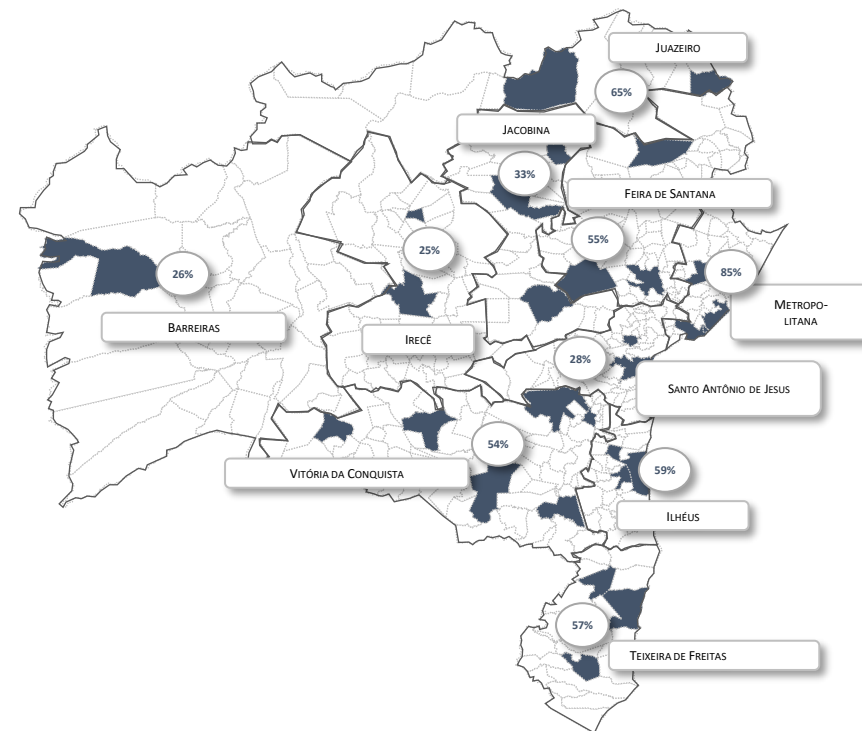 JUAZEIRO
65%
JACOBINA
33%
FEIRA DE SANTANA
55%
25%
85%
26%
METROPO-
LITANA
BARREIRAS
IRECÊ
28%
SANTO ANTÔNIO DE JESUS
54%
VITÓRIA DA CONQUISTA
59%
ILHÉUS
57%
TEIXEIRA DE FREITAS